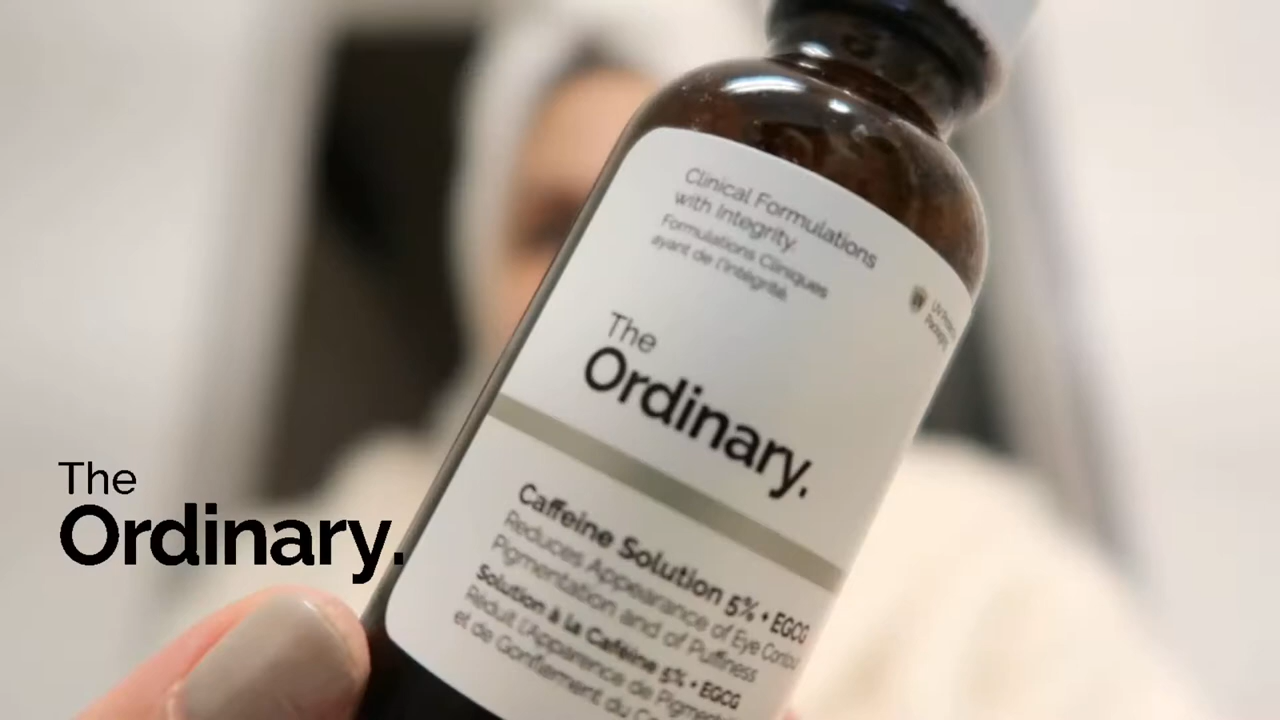 Clinical Formulations
with Integrity.
Formulations Cliniques
ayant de l'intégrité.
UV
The
Ordinary.
Caffeine Solution 5% + EGCG
Reduces Appearance of Eye Contour
Pigmentation and of Puffiness
Solution à la Caféine 5% + EGCG
Réduit l'Apparence de
et de Gonflement du
The
Ordinary.